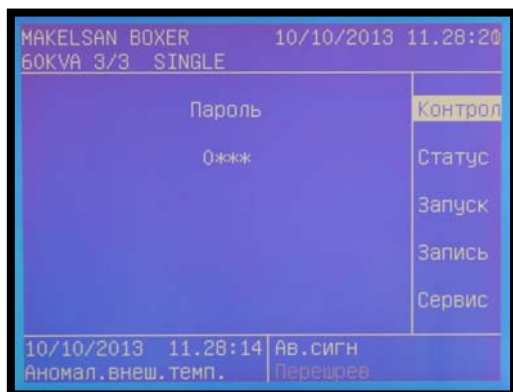 MAKELSAN BOXER 10/10/2013 11.28:20
60KVA 3/3 SINGLE
Пароль
0жжж
Контрол
Статус
Запуск
Запись
Сервис
10/10/2013 11.28:14 Ав.сигн
Аномал.внеш.темп. Перегрев